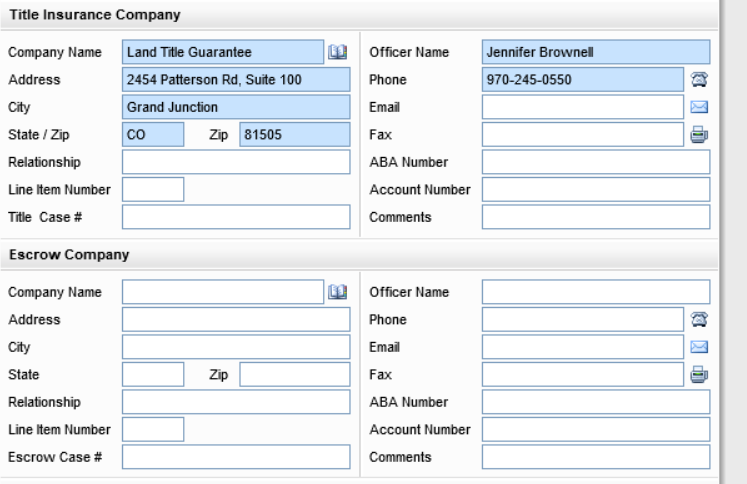 Title Insurance Company
Company Name Land Title Guarantee Officer Name Jennifer Brownell
Address 2454 Patterson Rd, Suite 100 Phone 970-245-0550
City Grand Junction Email
State / Zip CO Zip 81505 Fax
Relationship ABA Number
Line Item Number Account Number
Title Case # Comments
Escrow Company
Company Name Officer Name
Address Phone
City Email
State Zip Fax
Relationship ABA Number
Line Item Number Account Number
Escrow Case # Comments